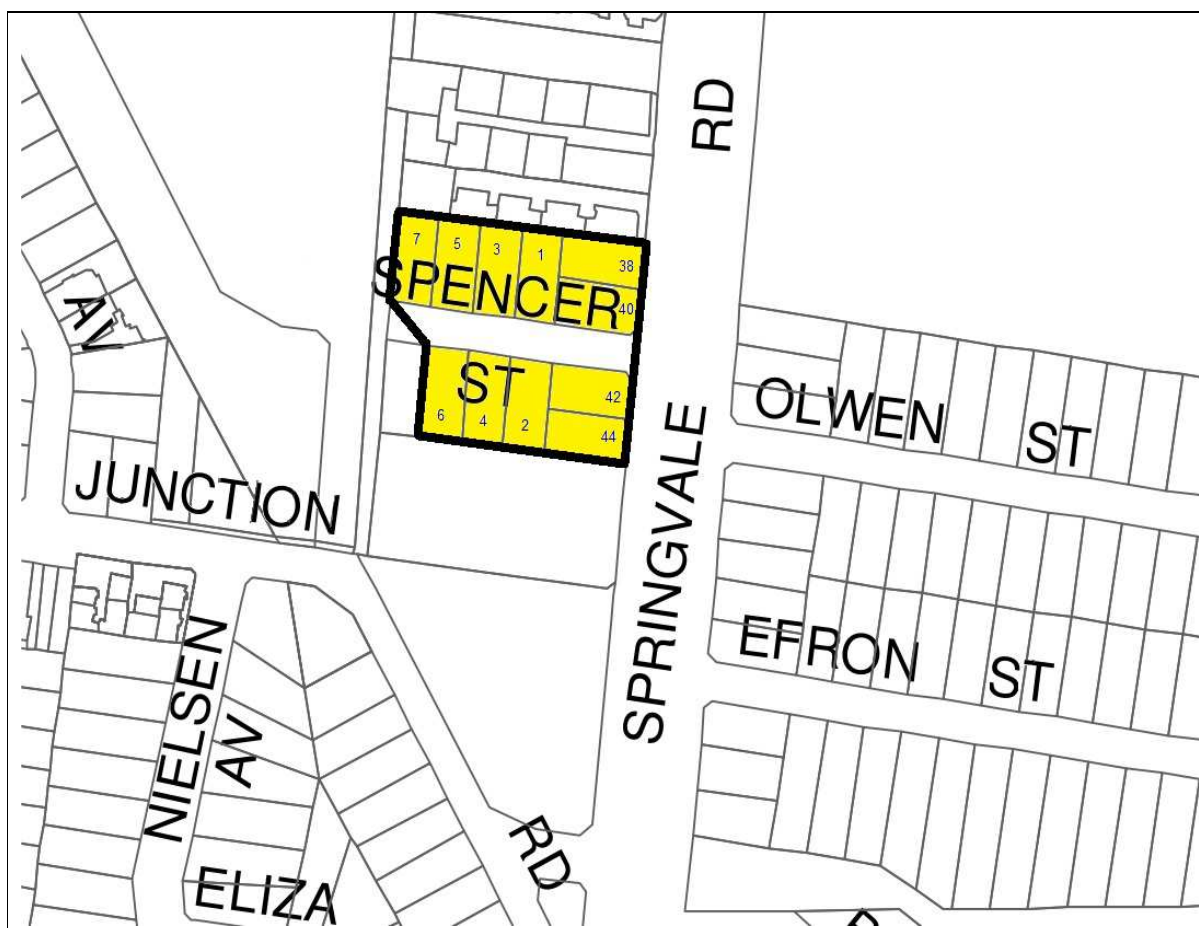 RD
7 5 3 1 38
SPENCER 40
AV
ST 42
6 4 2 44
OLWEN ST
JUNCTION
SPRINGVALE
EFRON ST
NIELSEN AV
RD
ELIZA